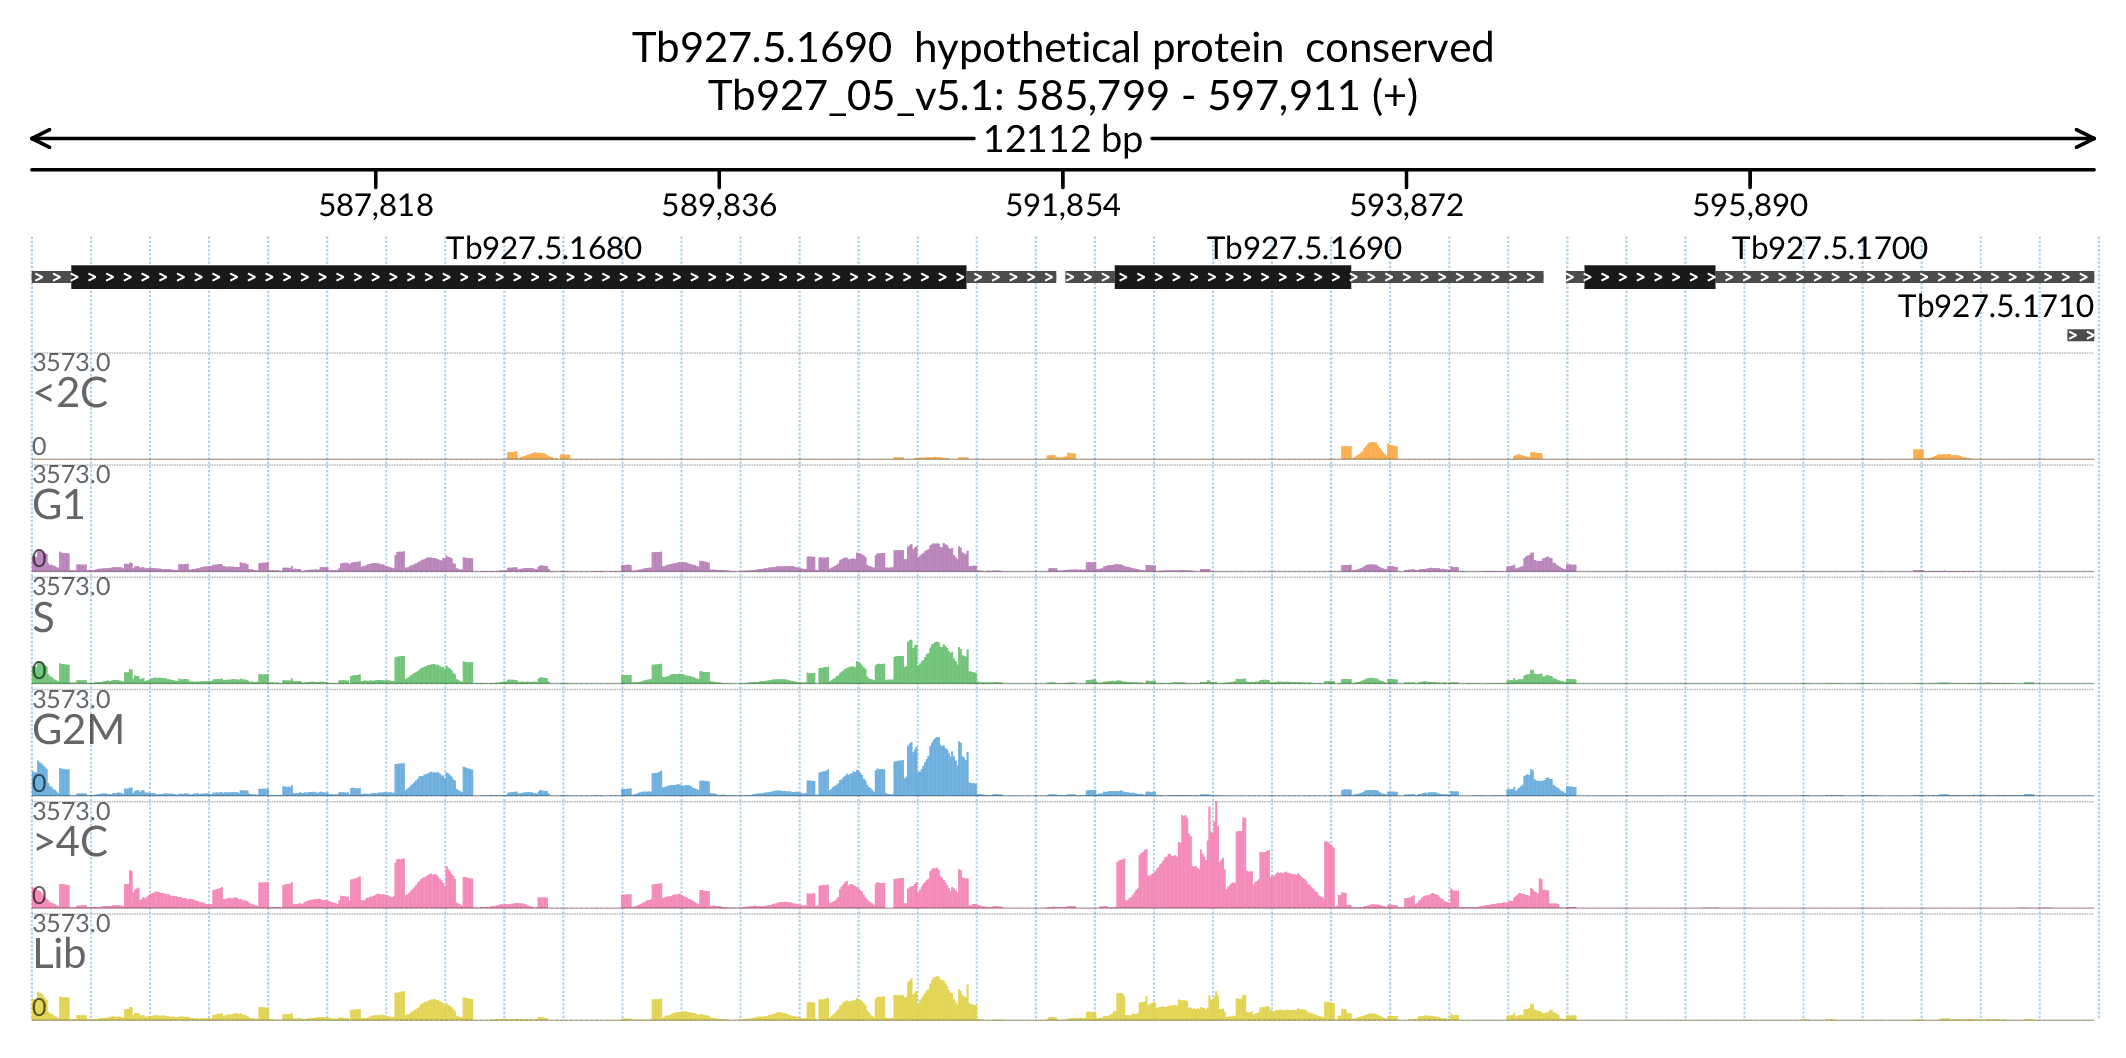 Tb927.5.1690  hypothetical protein  conserved
Tb927_05_v5.1: 585,799 - 597,911 (+)
12112 bp
587,818 589,836 591,854 593,872 595,890
Tb927.5.1680 Tb927.5.1690 Tb927.5.1700
Tb927.5.1710
3573.0
<2C
0
3573.0
G1
0
3573.0
S
0
3573.0
G2M
0
3573.0
>4C
0
3573.0
Lib
0